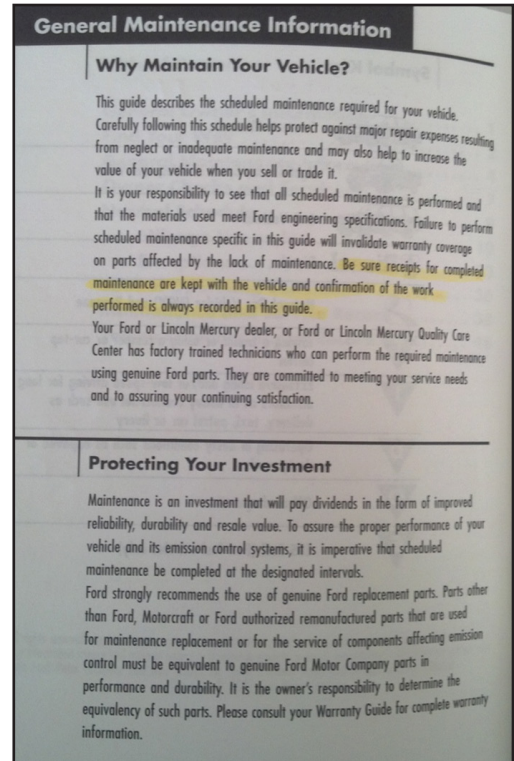 General Maintenance Information
Why Maintain Your Vehicle?
This guide describes the scheduled maintenance required for your vehicle.
Carefully following this schedule helps protect against major repair expenses resulting
from neglect or inadequate maintenance and may also help to increase the
value of your vehicle when you sell or trade it.
It is your responsibility to see that all scheduled maintenance is performed and
that the materials used meet Ford engineering specifications. Failure to perform
scheduled maintenance specific in this guide will invalidate warranty coverage
on parts affected by the lack of maintenance. Be sure receipts for completed
maintenance are kept with the vehicle and confirmation of the work
performed is always recorded in this guide.
Your Ford or Lincoln Mercury dealer, or Ford or Lincoln Mercury Quality Care
Center has factory trained technicians who can perform the required maintenance
using genuine Ford parts. They are committed to meeting your service needs
and to assuring your continuing satisfaction.
Protecting Your Investment
Maintenance is an investment that will pay dividends in the form of improved
reliability, durability and resale value. To assure the proper performance of your
vehicle and its emission control systems, it is imperative that scheduled
maintenance be completed at the designated intervals.
Ford strongly recommends the use of genuine Ford replacement parts. Parts other
than Ford, Motorcraft or Ford authorized remanufactured parts that are used
for maintenance replacement or for the service of components affecting emission
control must be equivalent to genuine Ford Motor Company parts in
performance and durability. It is the owner's responsibility to determine the
equivalency of such parts. Please consult your Warranty Guide for complete warranty
information.